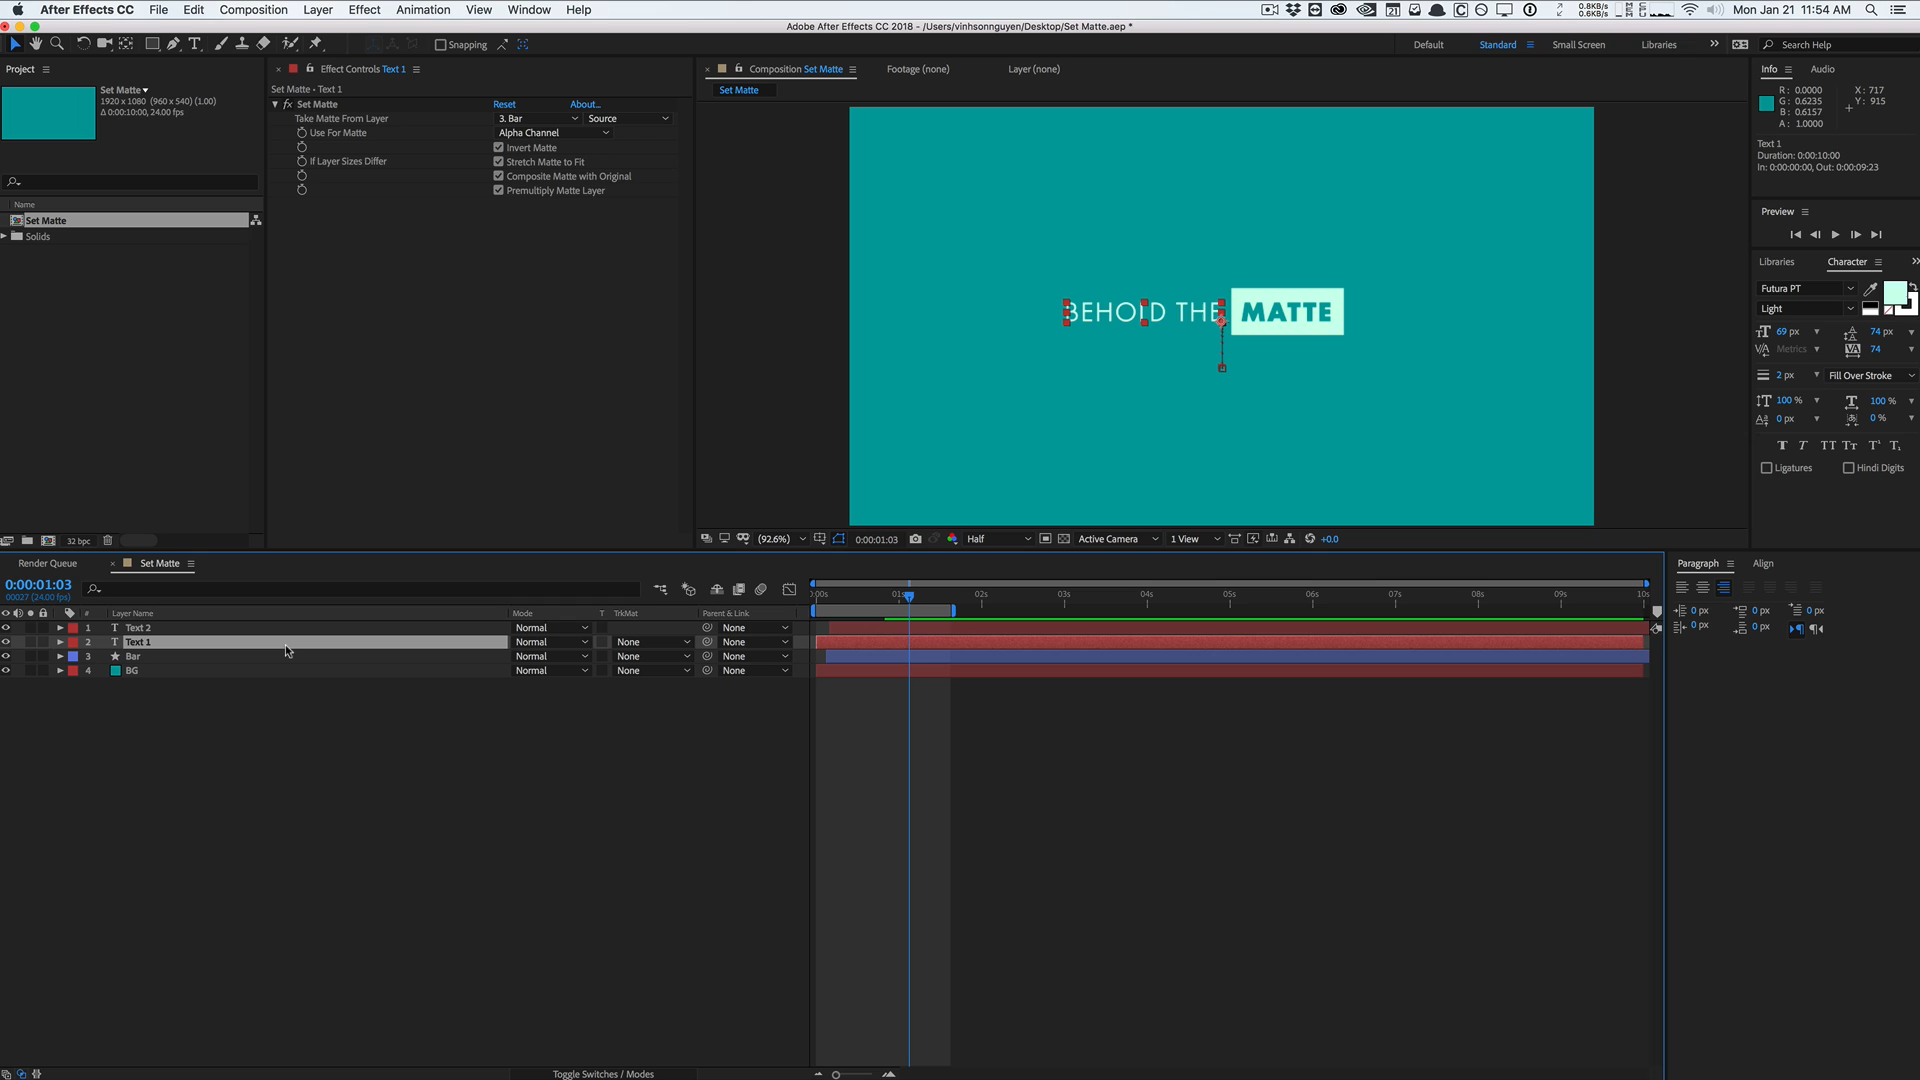 After Effects CC File Edit Composition Layer Effect Animation View Window Help
0.8KB/s
0.6KB/s
Mon Jan 21 11:54 AM
Adobe After Effects CC 2018 - /Users/vinhsonnguyen/Desktop/Set Matte.aep *
Snapping
Default Standard Small Screen Libraries Search Help
Project
Effect Controls Text 1
Composition Set Matte
Footage (none)
Layer (none)
Info Audio
Set Matte
1920 x 1080 (960 x 540) (1.00)
Δ 0:00:10:00, 24.00 fps
Set Matte • Text 1
Set Matte Reset About...
Take Matte From Layer 3. Bar Source
Use For Matte Alpha Channel
Invert Matte
If Layer Sizes Differ Stretch Matte to Fit
Composite Matte with Original
Premultiply Matte Layer
Set Matte
R : 0.0000
G : 0.6235
B : 0.6157
A : 1.0000
X : 717
Y : 915
Text 1
Duration: 0:00:10:00
In: 0:00:00:00, Out: 0:00:09:23
Name
Set Matte
Solids
BEHOLD THE MATTE
Preview
Libraries Character
Futura PT
Light
69 px 74 px
Metrics 74
2 px Fill Over Stroke
100 % 100 %
0 px 0 %
Ligatures Hindi Digits
32 bpc
(92.6%) 0:00:01:03 Half Active Camera 1 View +0.0
Render Queue Set Matte
0:00:01:03
00027 (24.00 fps)
# Layer Name Mode T TrkMat Parent & Link
1 Text 2 Normal None
2 Text 1 Normal None None
3 Bar Normal None None
4 BG Normal None None
0:00s 01s 02s 03s 04s 05s 06s 07s 08s 09s 10s
Paragraph Align
0 px 0 px 0 px
0 px 0 px
Toggle Switches / Modes